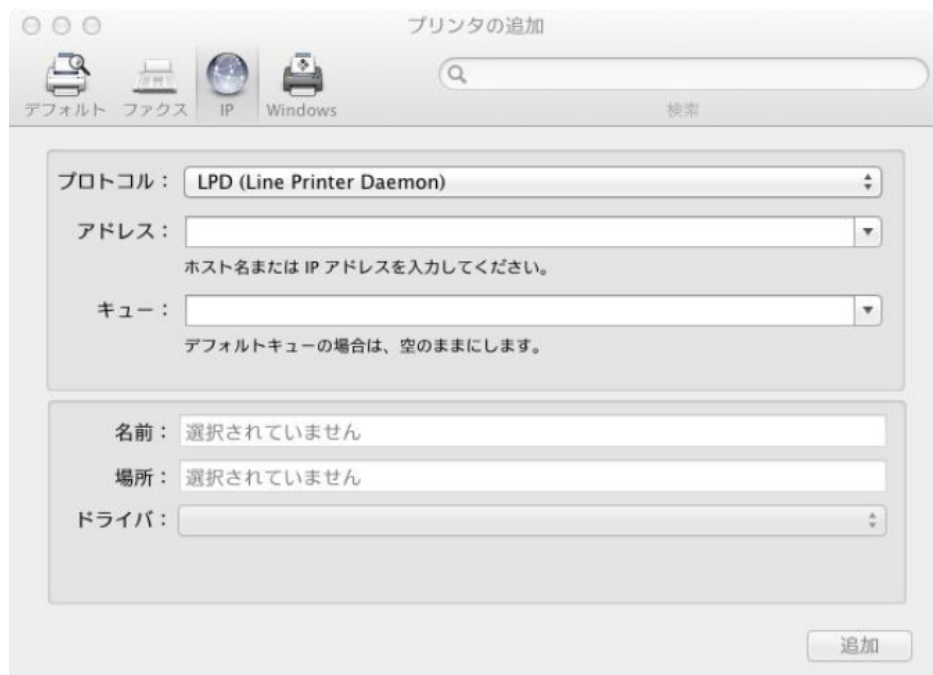 プリンタの追加
デフォルト ファクス IP Windows
検索
プロトコル： LPD (Line Printer Daemon)
アドレス：
ホスト名または IP アドレスを入力してください。
キュー：
デフォルトキューの場合は、空のままにします。
名前： 選択されていません
場所： 選択されていません
ドライバ：
追加